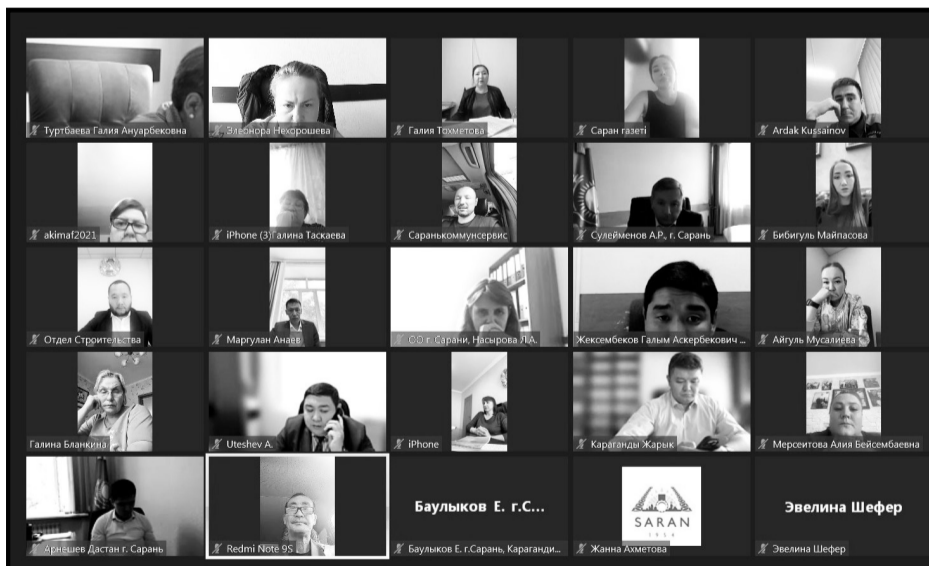 Туртбаева Галия Ануарбековна
Элеонора Нехорошева
Галия Тохметова
Саран газеті
Ardak Kussainov
akimaf2021
iPhone (3) Галина Таскаева
Саранькоммунсервис
Сулейменов А.Р., г. Сарань
Бибигуль Майпасова
Отдел Строительства
Маргулан Анаев
ОО г. Сарани, Насырова Л.А.
Жексембеков Галым Аскербекович ...
Айгуль Мусалиева
Галина Бланкина
Uteshev A.
iPhone
Караганды Жарык
Мерсеитова Алия Бейсембаевна
Арнешев Дастан г. Сарань
Redmi Note 9S
Баулыков Е. г.С...
Баулыков Е. г.Сарань, Караганди...
SARAN
1954
Жанна Ахметова
Эвелина Шефер
Эвелина Шефер